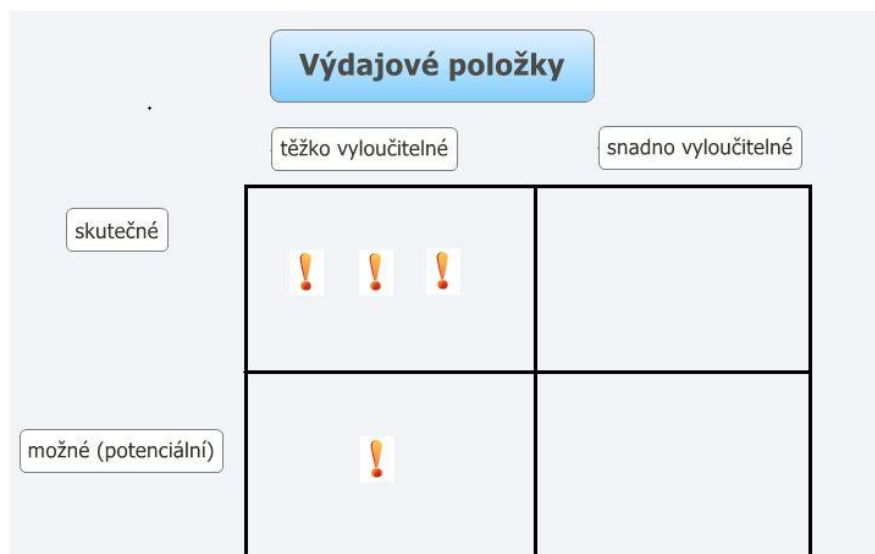 Výdajové položky
těžko vyloučitelné
snadno vyloučitelné
skutečné
možné (potenciální)